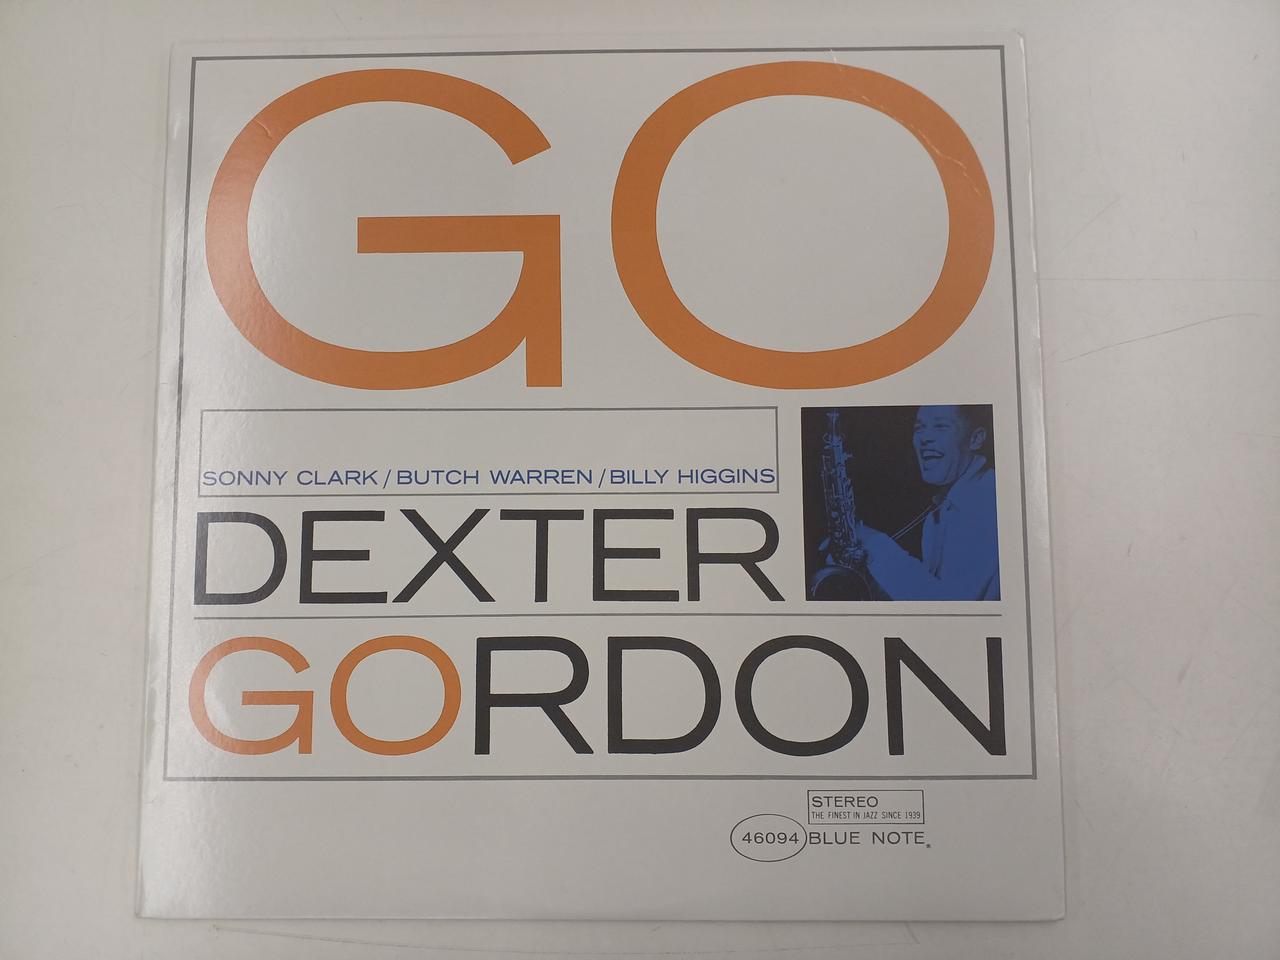 GO
SONNY CLARK/BUTCH WARREN/BILLY HIGGINS
DEXTER
GORDON
STEREO
THE FINEST IN JAZZ SINCE 1939
46094 BLUE NOTE®